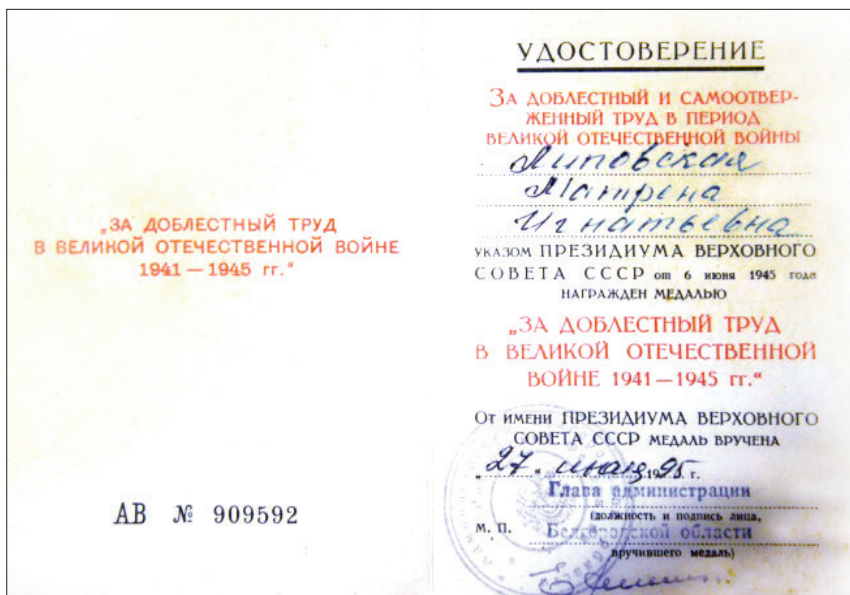 „ЗА ДОБЛЕСТНЫЙ ТРУД
В ВЕЛИКОЙ ОТЕЧЕСТВЕННОЙ ВОЙНЕ
1941 — 1945 гг.“
АВ № 909592
УДОСТОВЕРЕНИЕ
ЗА ДОБЛЕСТНЫЙ И САМООТВЕР-
ЖЕННЫЙ ТРУД В ПЕРИОД
ВЕЛИКОЙ ОТЕЧЕСТВЕННОЙ ВОЙНЫ
Липовская
Матрена
Игнатьевна
УКАЗОМ ПРЕЗИДИУМА ВЕРХОВНОГО
СОВЕТА СССР от 6 июня 1945 года
НАГРАЖДЕН МЕДАЛЬЮ
„ЗА ДОБЛЕСТНЫЙ ТРУД
В ВЕЛИКОЙ ОТЕЧЕСТВЕННОЙ
ВОЙНЕ 1941 — 1945 гг.“
ОТ ИМЕНИ ПРЕЗИДИУМА ВЕРХОВНОГО
СОВЕТА СССР МЕДАЛЬ ВРУЧЕНА
„27“ 1995 г.
Глава администрации
(должность и подпись лица,
М. П. Белгородской области
вручившего медаль)